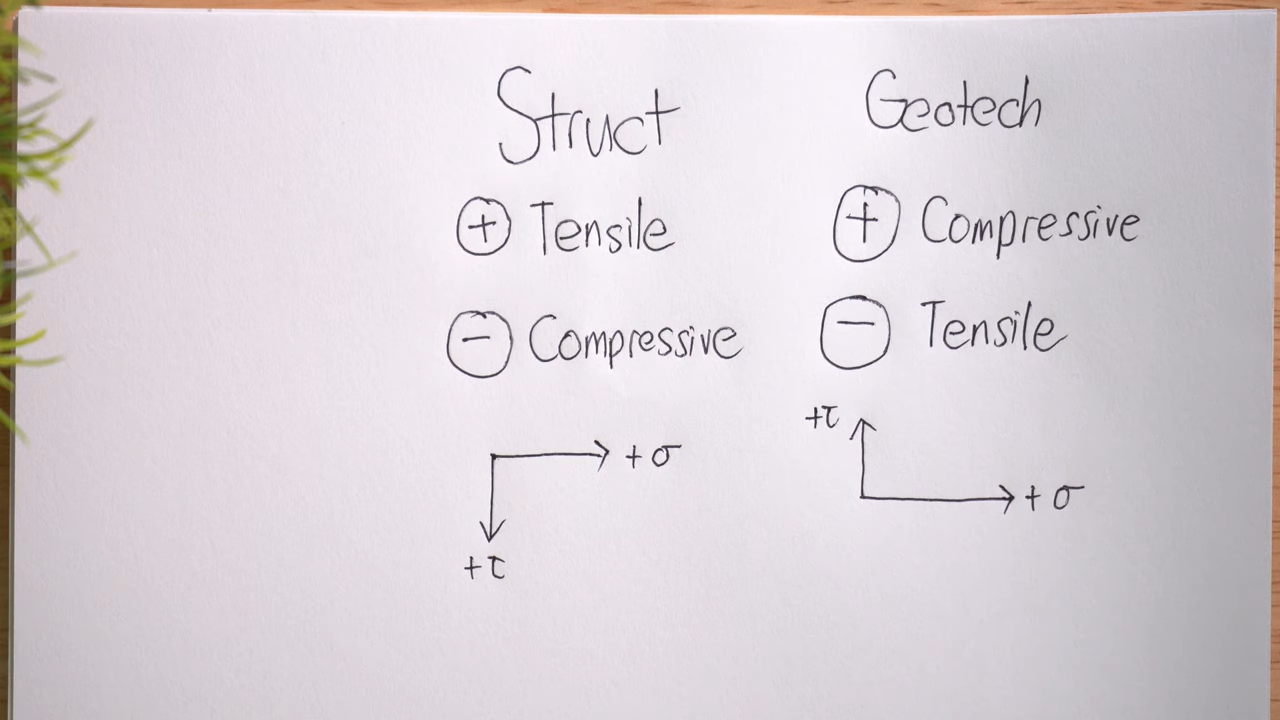 Struct
⊕ Tensile
⊖ Compressive
+σ
+τ
Geotech
⊕ Compressive
⊖ Tensile
+τ
+σ